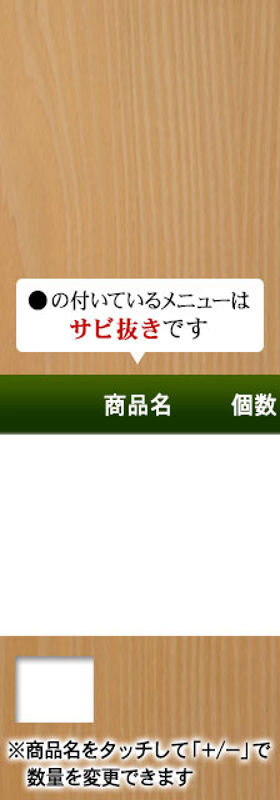 ●の付いているメニューは
サビ抜きです
商品名 個数
※商品名をタッチして「+/−」で
数量を変更できます